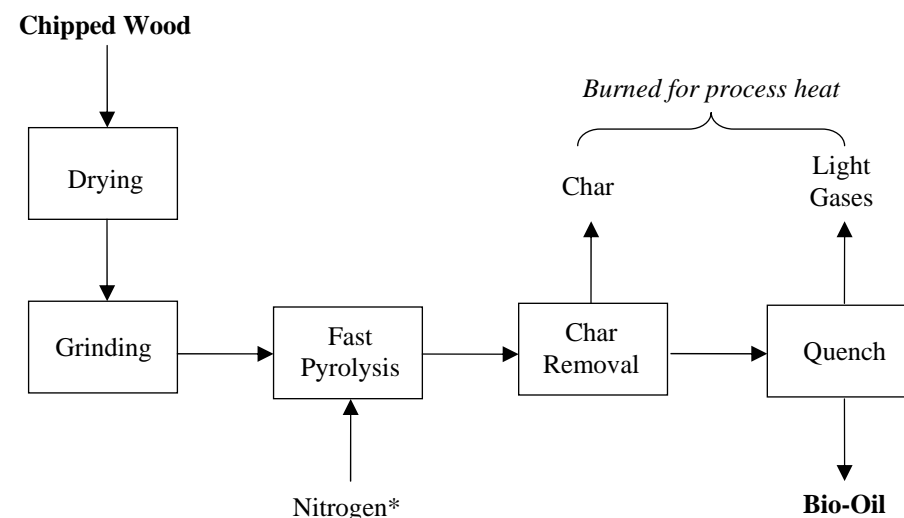 Chipped Wood
Drying
Grinding
Fast
Pyrolysis
Nitrogen*
Char
Removal
Char
Burned for process heat
Light
Gases
Quench
Bio-Oil